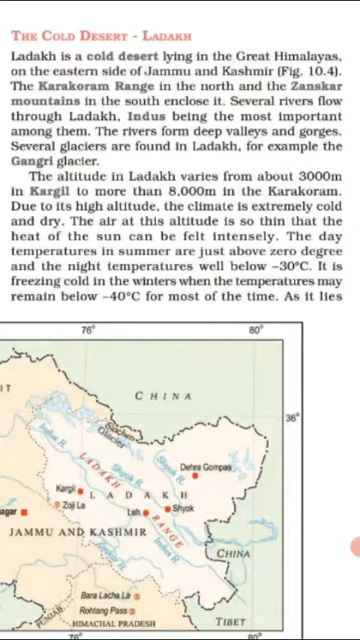 THE COLD DESERT - LADAKH
Ladakh is a cold desert lying in the Great Himalayas,
on the eastern side of Jammu and Kashmir (Fig. 10.4).
The Karakoram Range in the north and the Zanskar
mountains in the south enclose it. Several rivers flow
through Ladakh, Indus being the most important
among them. The rivers form deep valleys and gorges.
Several glaciers are found in Ladakh, for example the
Gangri glacier.
The altitude in Ladakh varies from about 3000m
in Kargil to more than 8,000m in the Karakoram.
Due to its high altitude, the climate is extremely cold
and dry. The air at this altitude is so thin that the
heat of the sun can be felt intensely. The day
temperatures in summer are just above zero degree
and the night temperatures well below –30°C. It is
freezing cold in the winters when the temperatures may
remain below –40°C for most of the time. As it lies
76° 80°
CHINA
IT
36°
Siachen
Glacier
Indus R.
Shyok R.
Shyok R.
Dehra Gompas
LADAKH
Kargil
LADAKH
Zoji La
Leh
Shyok
agar
RANGE
JAMMU AND KASHMIR
Indus R.
CHINA
Bara Lacha La
Rohtang Pass
PUNJAB
HIMACHAL PRADESH
TIBET
76° 80°